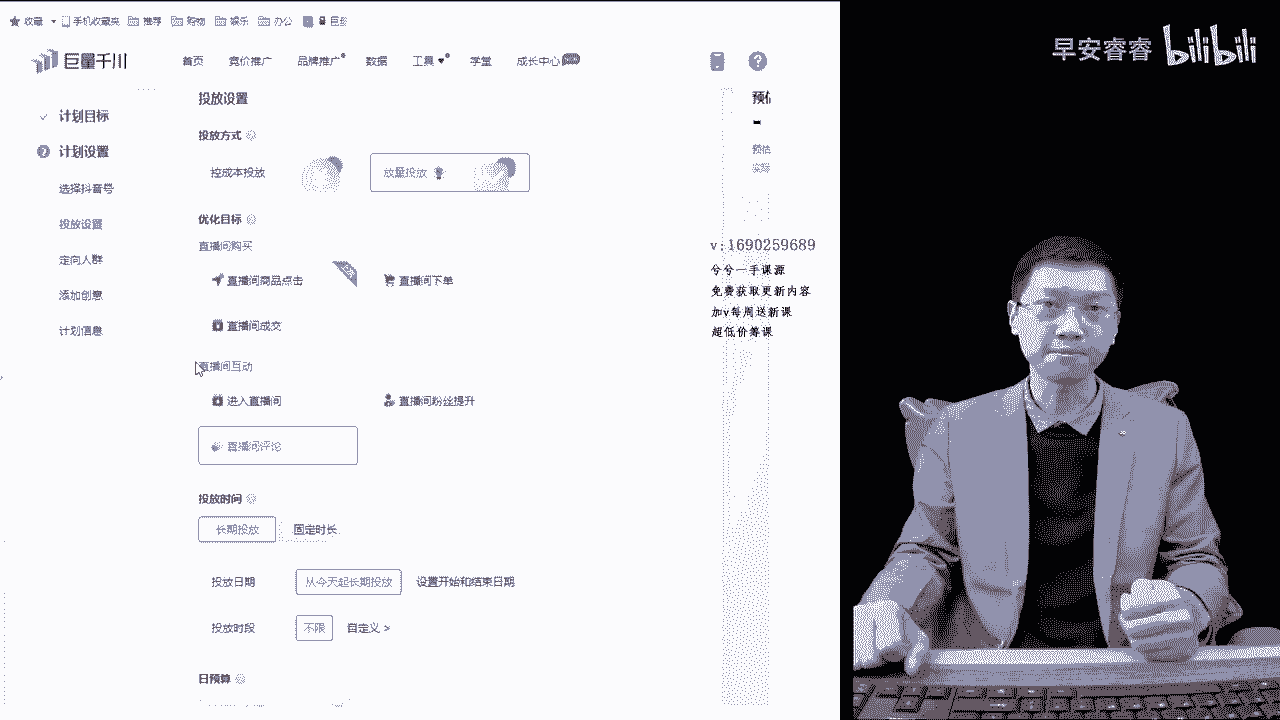 收藏 手机收藏夹 推荐 购物 娱乐 办公
早安睿睿 bilibili
巨量千川 首页 竞价推广 品牌推广 数据 工具 学堂 成长中心
投放设置
计划目标
投放方式
计划设置
控成本投放 放量投放
选择抖音号
优化目标
投放设置
直播间购买
定向人群
直播间商品点击 直播间下单
添加创意
直播间成交
计划信息
直播间互动
进入直播间 直播间粉丝提升
直播间评论
投放时间
长期投放 固定时长
投放日期 从今天起长期投放 设置开始和结束日期
投放时段 不限 自定义 >
日预算
预估
v:1690259689
兮兮一手课源
免费获取更新内容
加v每周送新课
超低价筹课